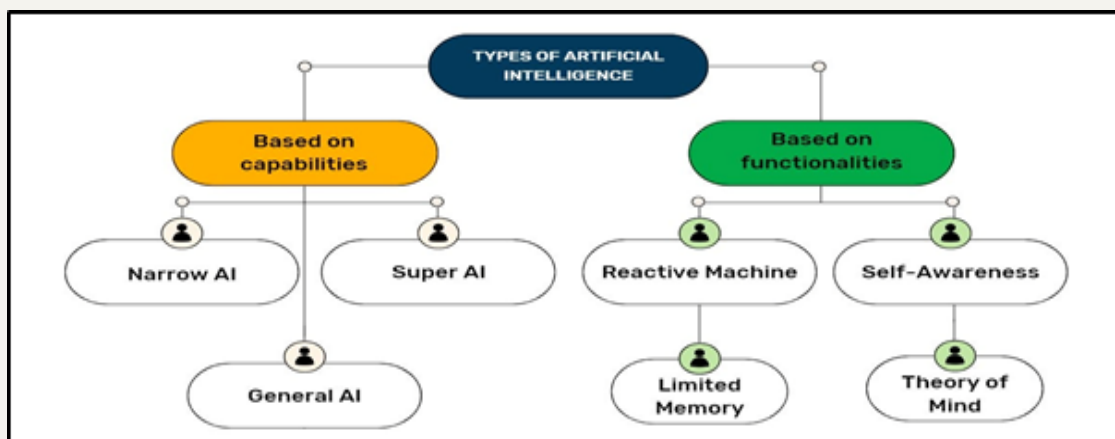 TYPES OF ARTIFICIAL
INTELLIGENCE
Based on
capabilities
Based on
functionalities
Narrow AI
Super AI
Reactive Machine
Self-Awareness
General AI
Limited
Memory
Theory of
Mind